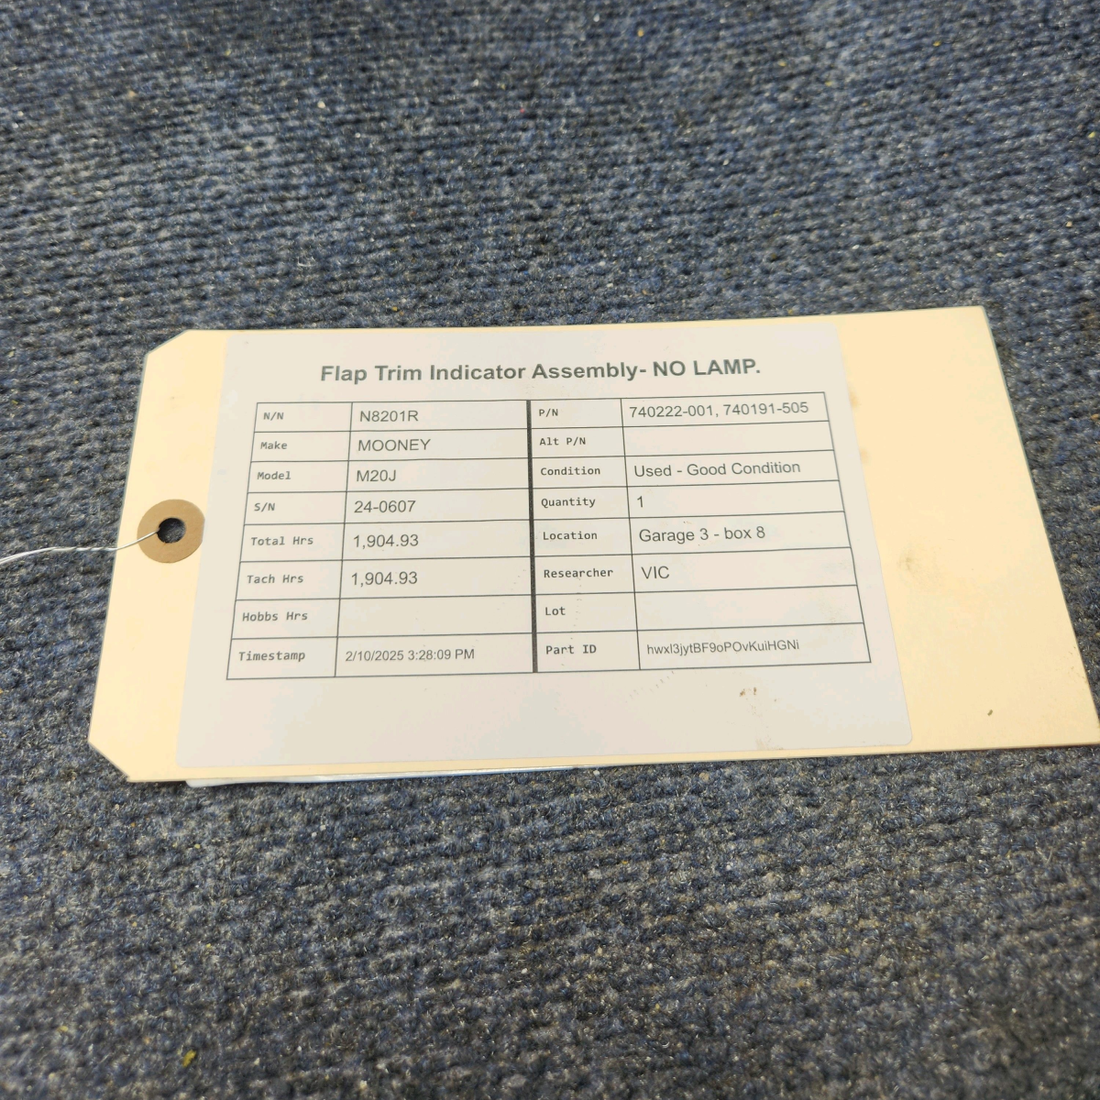 Flap Trim Indicator Assembly- NO LAMP.
N/N N8201R P/N 740222-001, 740191-505
Make MOONEY Alt P/N
Model M20J Condition Used - Good Condition
S/N 24-0607 Quantity 1
Total Hrs 1,904.93 Location Garage 3 - box 8
Tach Hrs 1,904.93 Researcher VIC
Hobbs Hrs Lot
Timestamp 2/10/2025 3:28:09 PM Part ID hwxl3jytBF9oPOvKuiHGNi